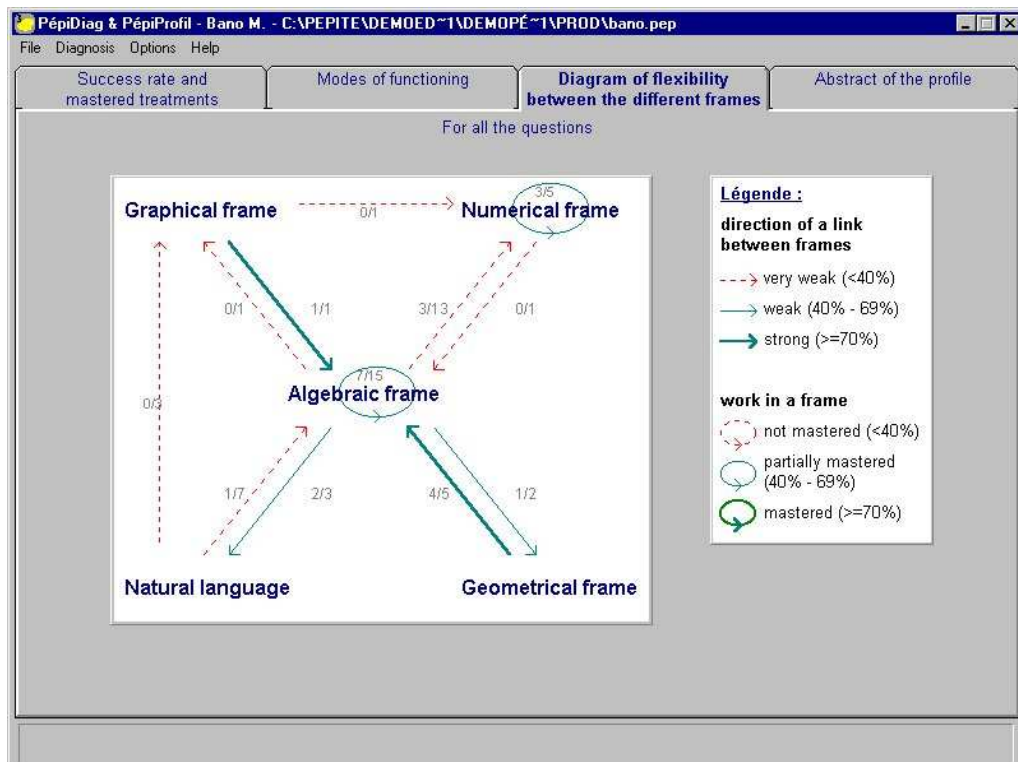 PépiDiag & PépiProfil - Bano M. - C:\PEPITE\DEMOED~1\DEMOPÉ~1\PROD\bano.pep
File Diagnosis Options Help
Success rate and
mastered treatments
Modes of functioning
Diagram of flexibility
between the different frames
Abstract of the profile
For all the questions
3/5
Graphical frame
0/1
Numerical frame
0/1
1/1
3/13
0/1
7/15
Algebraic frame
0/3
1/7
2/3
4/5
1/2
Natural language
Geometrical frame
Légende :
direction of a link
between frames
very weak (<40%)
weak (40% - 69%)
strong (>=70%)
work in a frame
not mastered (<40%)
partially mastered
(40% - 69%)
mastered (>=70%)